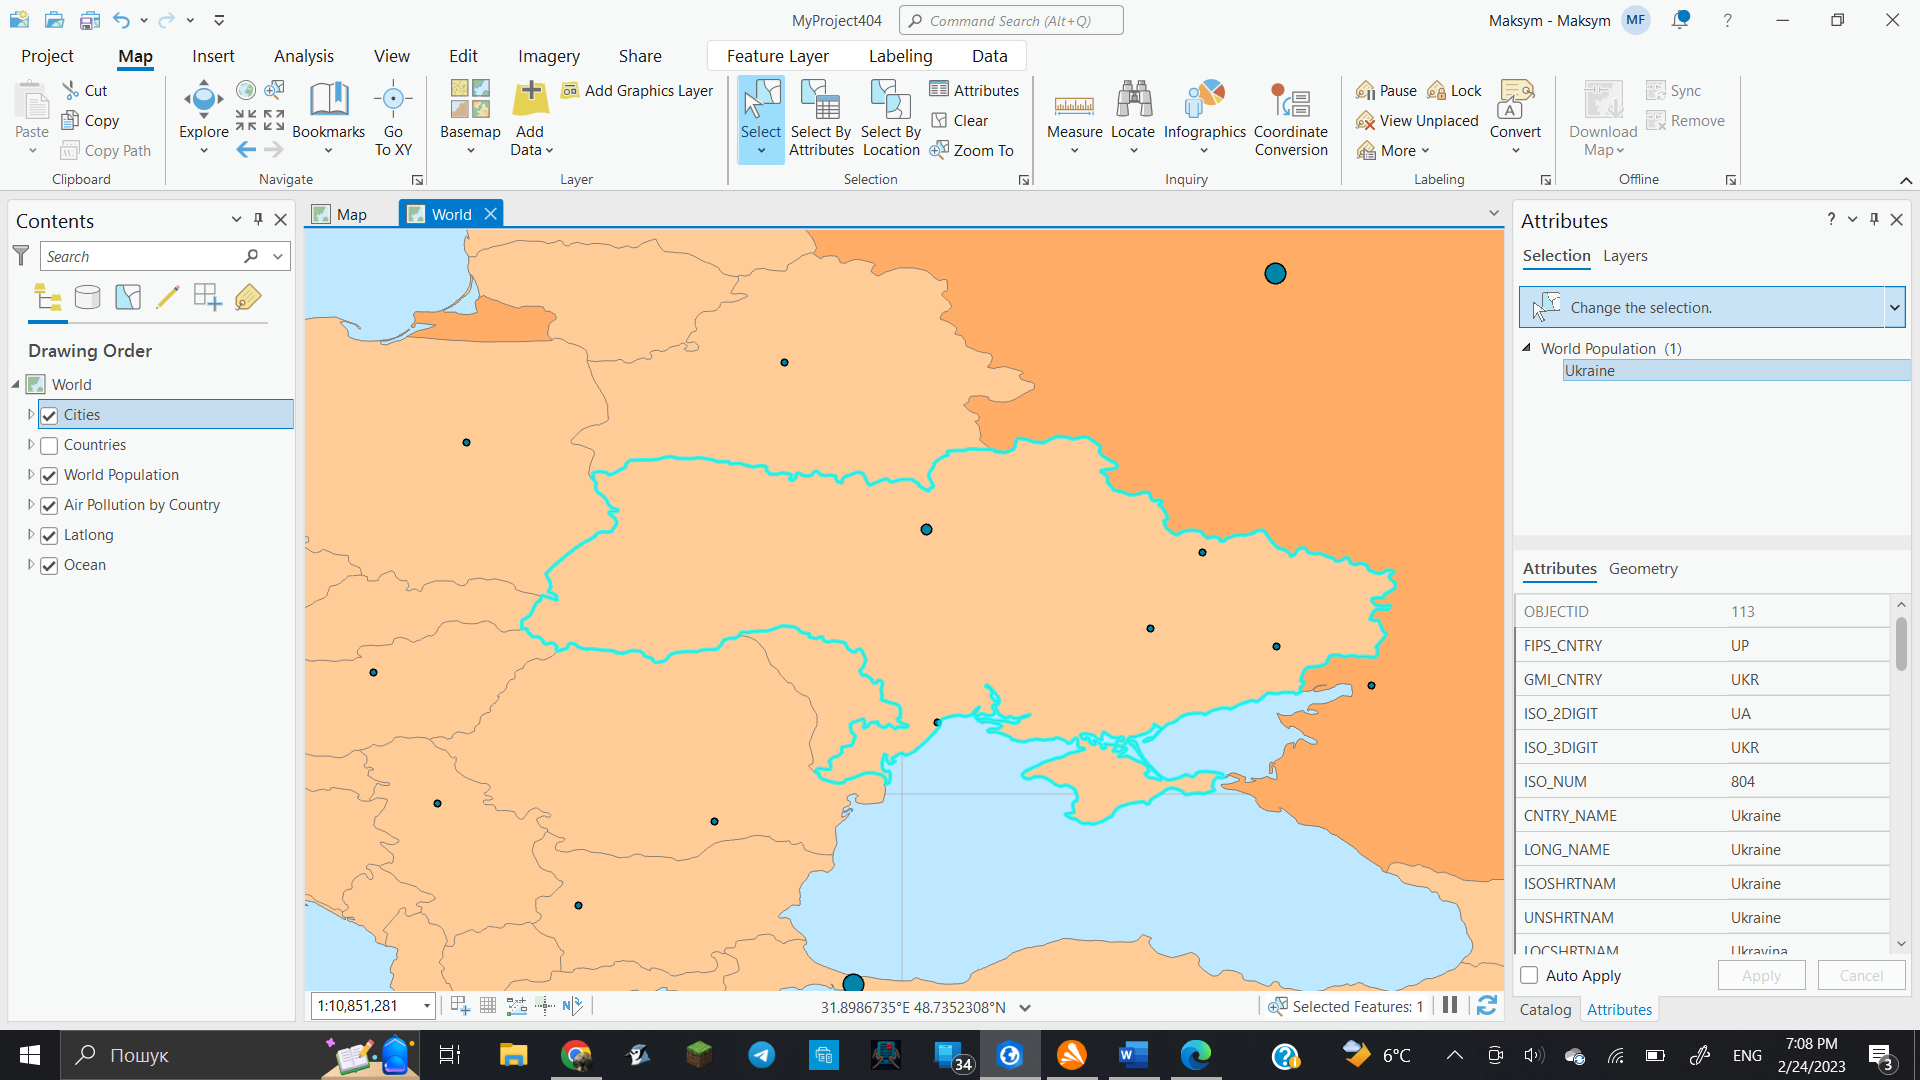 MyProject404
Command Search (Alt+Q)
Maksym - Maksym
MF
?
Project
Map
Insert
Analysis
View
Edit
Imagery
Share
Feature Layer
Labeling
Data
Paste
Cut
Copy
Copy Path
Clipboard
Explore
Bookmarks
Go
To XY
Navigate
Basemap
Add
Data
Add Graphics Layer
Layer
Select
Select By
Attributes
Select By
Location
Attributes
Clear
Zoom To
Selection
Measure
Locate
Infographics
Coordinate
Conversion
Inquiry
Pause
Lock
View Unplaced
More
Convert
Labeling
Download
Map
Sync
Remove
Offline
Contents
Search
Drawing Order
World
Cities
Countries
World Population
Air Pollution by Country
Latlong
Ocean
Map
World
1:10,851,281
31.8986735°E 48.7352308°N
Selected Features: 1
Attributes
?
Selection
Layers
Change the selection.
World Population (1)
Ukraine
Attributes
Geometry
OBJECTID 113
FIPS_CNTRY UP
GMI_CNTRY UKR
ISO_2DIGIT UA
ISO_3DIGIT UKR
ISO_NUM 804
CNTRY_NAME Ukraine
LONG_NAME Ukraine
ISOSHRTNAM Ukraine
UNSHRTNAM Ukraine
LOCSHRTNAM Ukrayina
Auto Apply
Apply
Cancel
Catalog
Attributes
Пошук
34
6°C
ENG
7:08 PM
2/24/2023
3